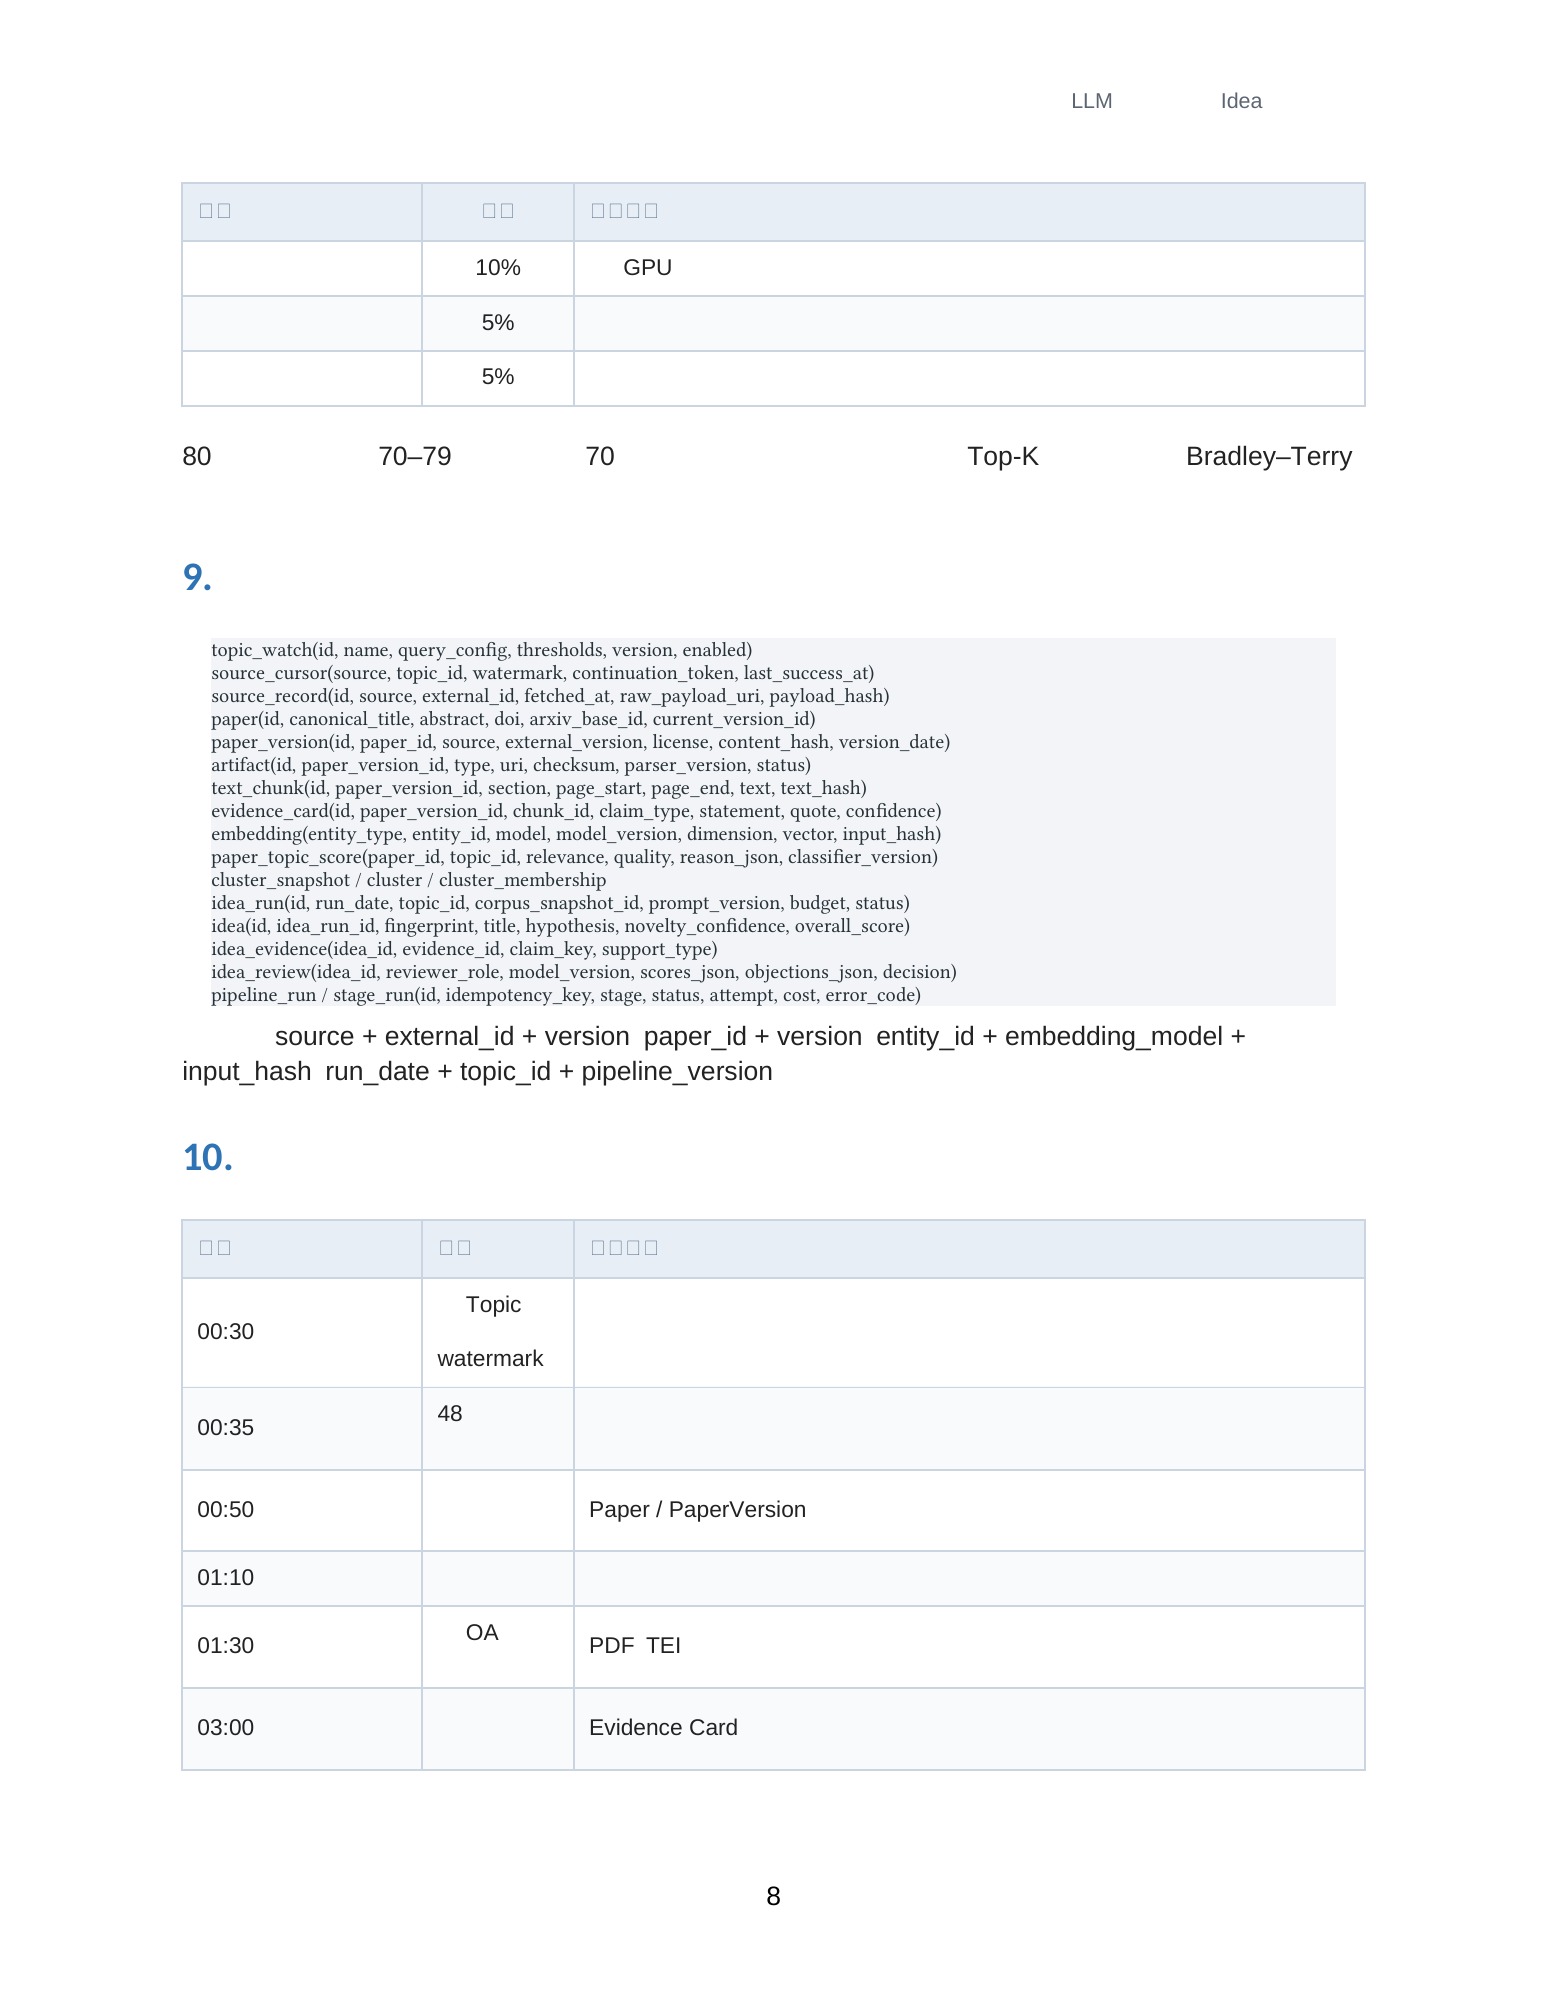 LLM Idea
10% GPU
5%
5%
80 70–79 70 Top-K Bradley–Terry
9.
topic_watch(id, name, query_config, thresholds, version, enabled)
source_cursor(source, topic_id, watermark, continuation_token, last_success_at)
source_record(id, source, external_id, fetched_at, raw_payload_uri, payload_hash)
paper(id, canonical_title, abstract, doi, arxiv_base_id, current_version_id)
paper_version(id, paper_id, source, external_version, license, content_hash, version_date)
artifact(id, paper_version_id, type, uri, checksum, parser_version, status)
text_chunk(id, paper_version_id, section, page_start, page_end, text, text_hash)
evidence_card(id, paper_version_id, chunk_id, claim_type, statement, quote, confidence)
embedding(entity_type, entity_id, model, model_version, dimension, vector, input_hash)
paper_topic_score(paper_id, topic_id, relevance, quality, reason_json, classifier_version)
cluster_snapshot / cluster / cluster_membership
idea_run(id, run_date, topic_id, corpus_snapshot_id, prompt_version, budget, status)
idea(id, idea_run_id, fingerprint, title, hypothesis, novelty_confidence, overall_score)
idea_evidence(idea_id, evidence_id, claim_key, support_type)
idea_review(idea_id, reviewer_role, model_version, scores_json, objections_json, decision)
pipeline_run / stage_run(id, idempotency_key, stage, status, attempt, cost, error_code)
source + external_id + version paper_id + version entity_id + embedding_model +
input_hash run_date + topic_id + pipeline_version
10.
00:30 Topic
watermark
00:35 48
00:50 Paper / PaperVersion
01:10
01:30 OA PDF TEI
03:00 Evidence Card
8